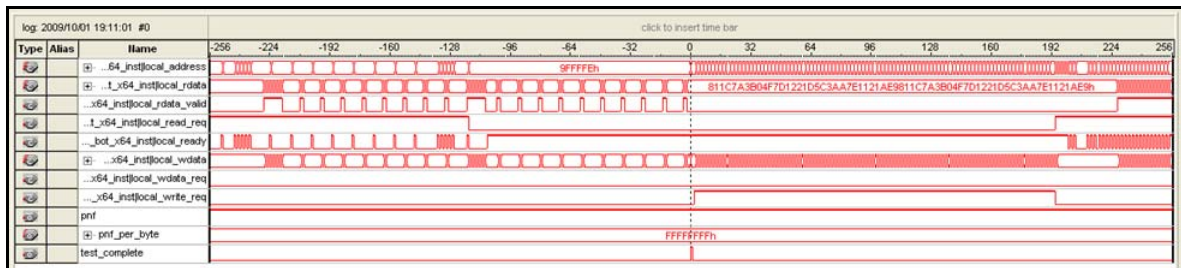 log: 2009/10/01 19:11:01 #0 click to insert time bar
Type Alias Name -256 -224 -192 -160 -128 -96 -64 -32 0 32 64 96 128 160 192 224 256
...64_inst|local_address 9FFFFEh
...t_x64_inst|local_rdata 811C7A3B04F7D1221D5C3AA7E1121AE9811C7A3B04F7D1221D5C3AA7E1121AE9h
...x64_inst|local_rdata_valid
...t_x64_inst|local_read_req
..._bot_x64_inst|local_ready
...x64_inst|local_wdata
...x64_inst|local_wdata_req
..._x64_inst|local_write_req
pnf
pnf_per_byte FFFFFFFFh
test_complete